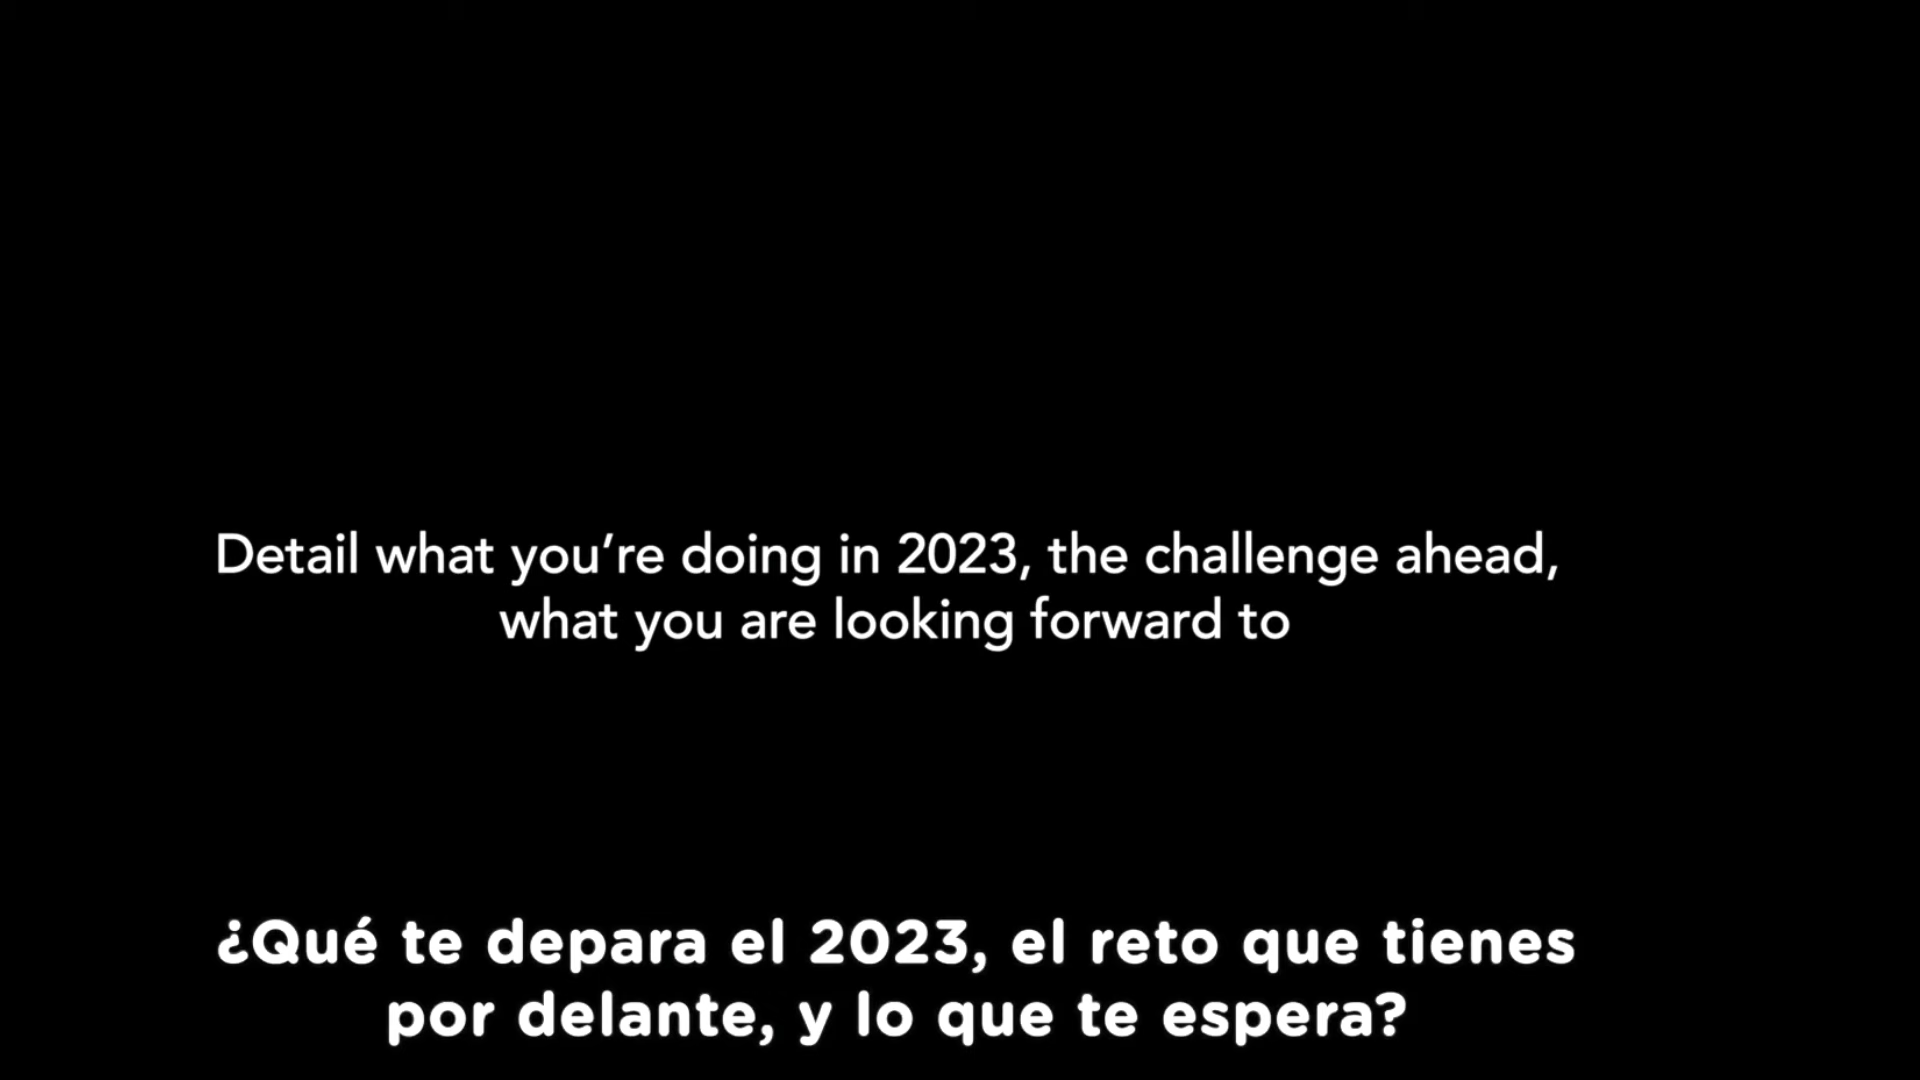 Detail what you’re doing in 2023, the challenge ahead,
what you are looking forward to
¿Qué te depara el 2023, el reto que tienes
por delante, y lo que te espera?